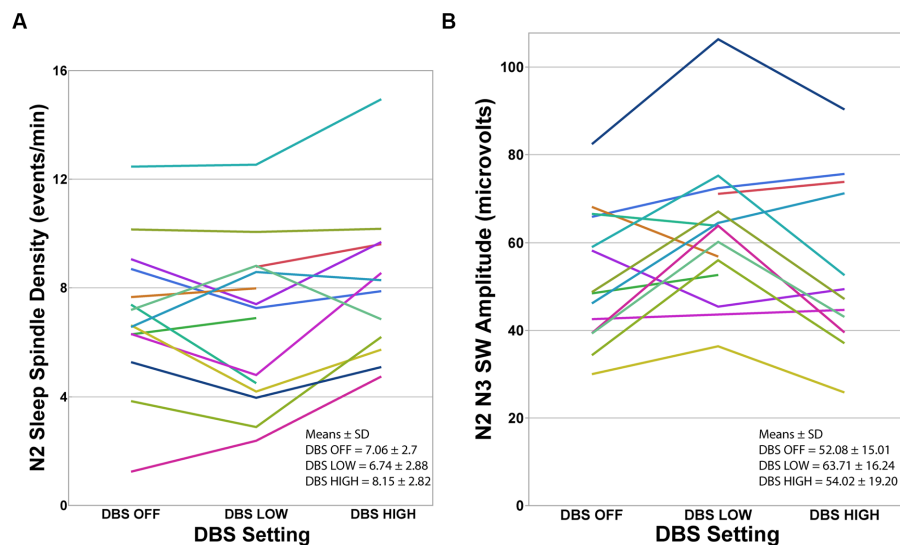 A
N2 Sleep Spindle Density (events/min)
16
12
8
4
0
DBS OFF
DBS LOW
DBS HIGH
DBS Setting
Means ± SD
DBS OFF = 7.06 ± 2.7
DBS LOW = 6.74 ± 2.88
DBS HIGH = 8.15 ± 2.82
B
N2 N3 SW Amplitude (microvolts)
100
80
60
40
20
0
DBS OFF
DBS LOW
DBS HIGH
DBS Setting
Means ± SD
DBS OFF = 52.08 ± 15.01
DBS LOW = 63.71 ± 16.24
DBS HIGH = 54.02 ± 19.20